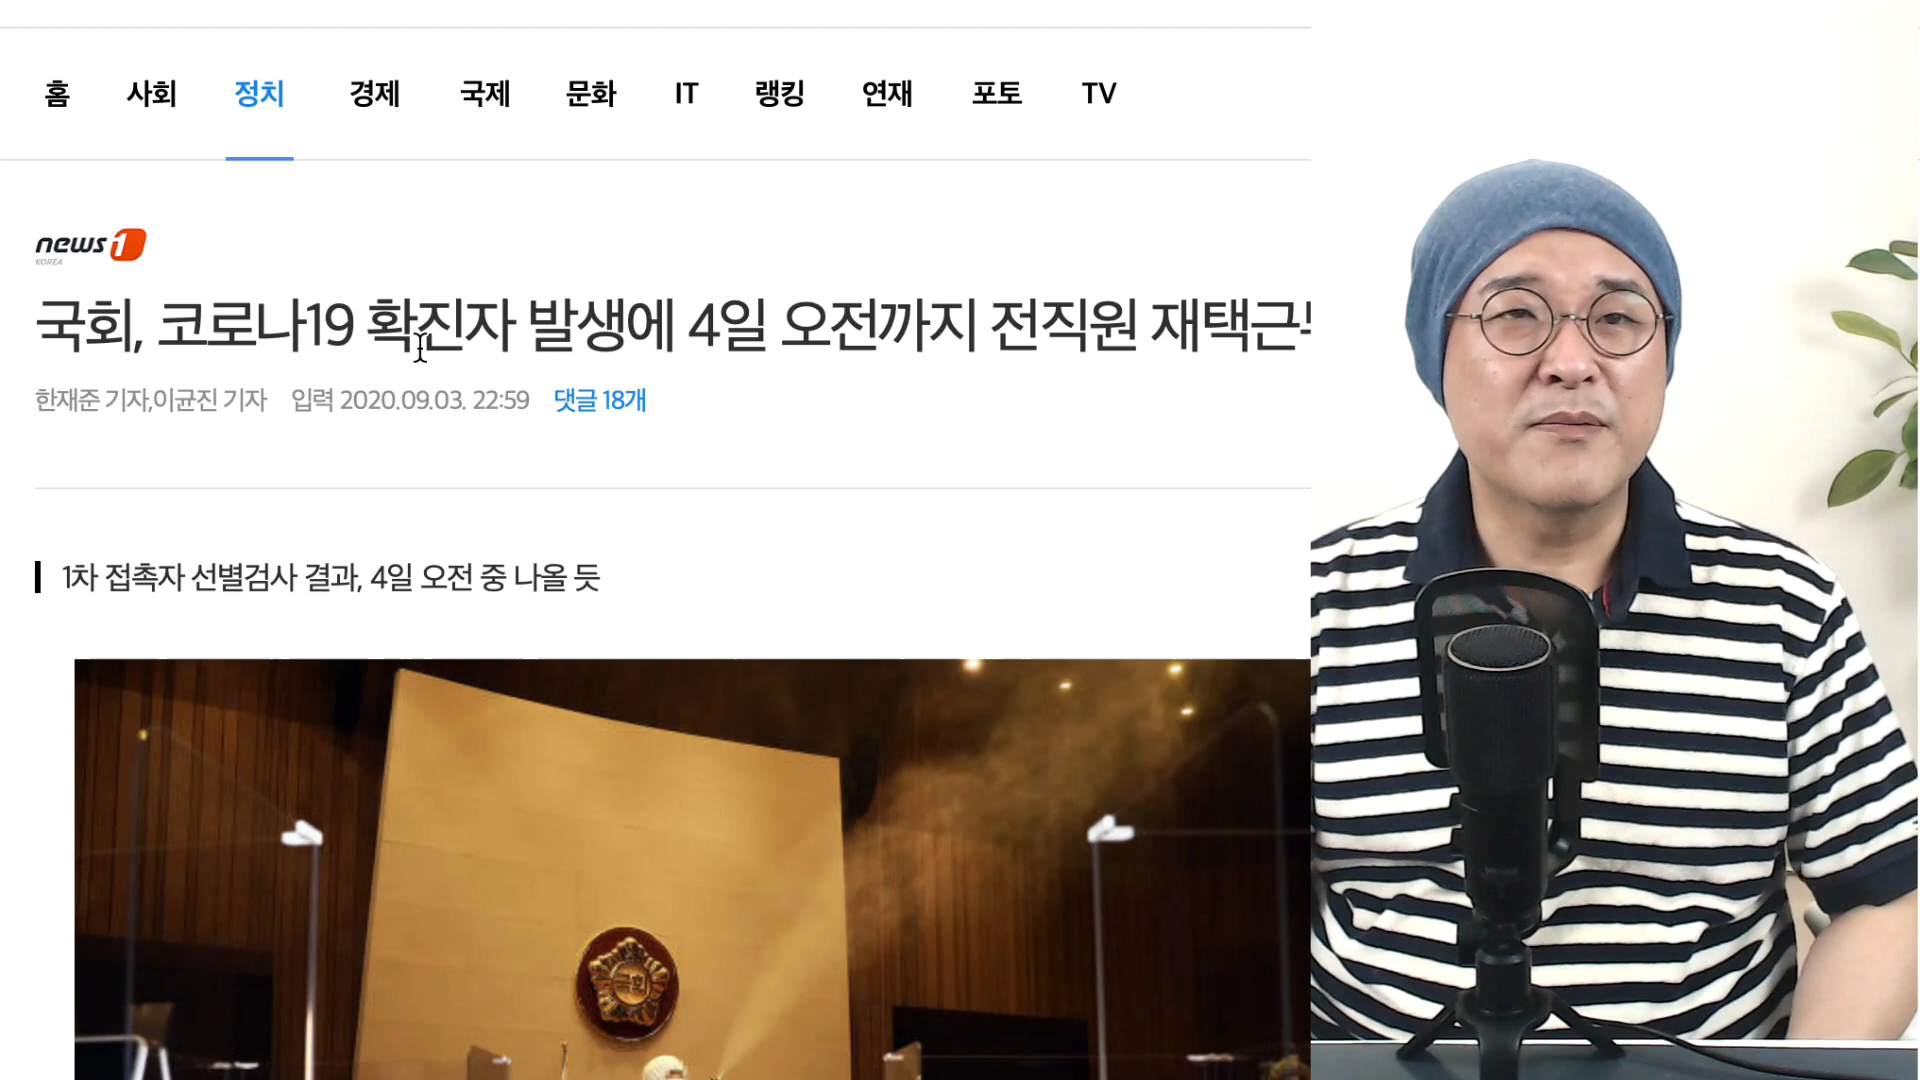 홈 사회 정치 경제 국제 문화 IT 랭킹 연재 포토 TV
news1
KOREA
국회, 코로나19 확진자 발생에 4일 오전까지 전직원 재택근
한재준 기자,이균진 기자 입력 2020.09.03. 22:59 댓글 18개
1차 접촉자 선별검사 결과, 4일 오전 중 나올 듯
국회